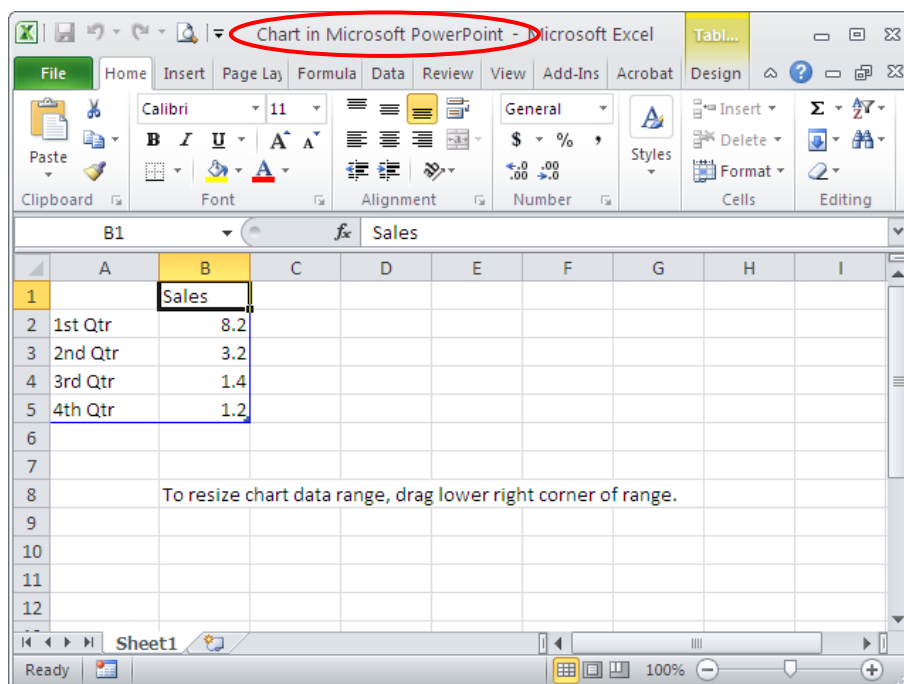 Chart in Microsoft PowerPoint - Microsoft Excel Tabl...
File Home Insert Page Lay Formula Data Review View Add-Ins Acrobat Design
Calibri 11 General Insert Σ
Paste B I U A A $ % , Styles Delete
A .0 .00 .00 .0 Format
Clipboard Font Alignment Number Cells Editing
B1 fx Sales
A B C D E F G H I
1 Sales
2 1st Qtr 8.2
3 2nd Qtr 3.2
4 3rd Qtr 1.4
5 4th Qtr 1.2
6
7
8 To resize chart data range, drag lower right corner of range.
9
10
11
12
Sheet1
Ready 100%